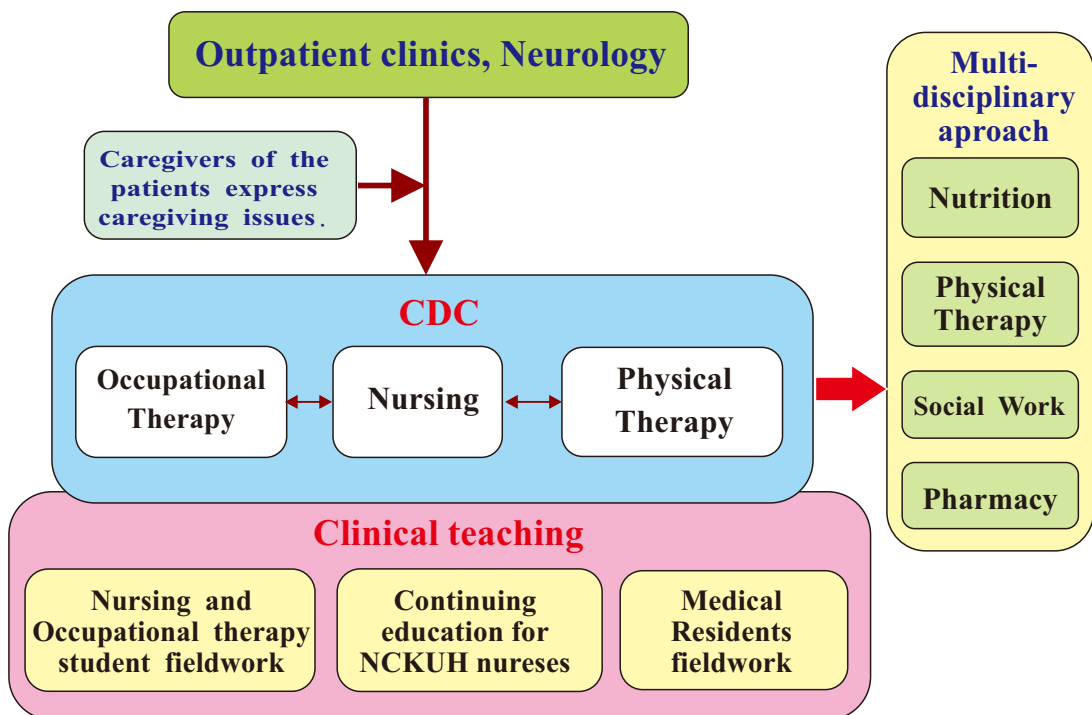 Outpatient clinics, Neurology
Caregivers of the
patients express
caregiving issues.
CDC
Occupational
Therapy
Nursing
Physical
Therapy
Multi-
disciplinary
aproach
Nutrition
Physical
Therapy
Social Work
Pharmacy
Clinical teaching
Nursing and
Occupational therapy
student fieldwork
Continuing
education for
NCKUH nureses
Medical
Residents
fieldwork